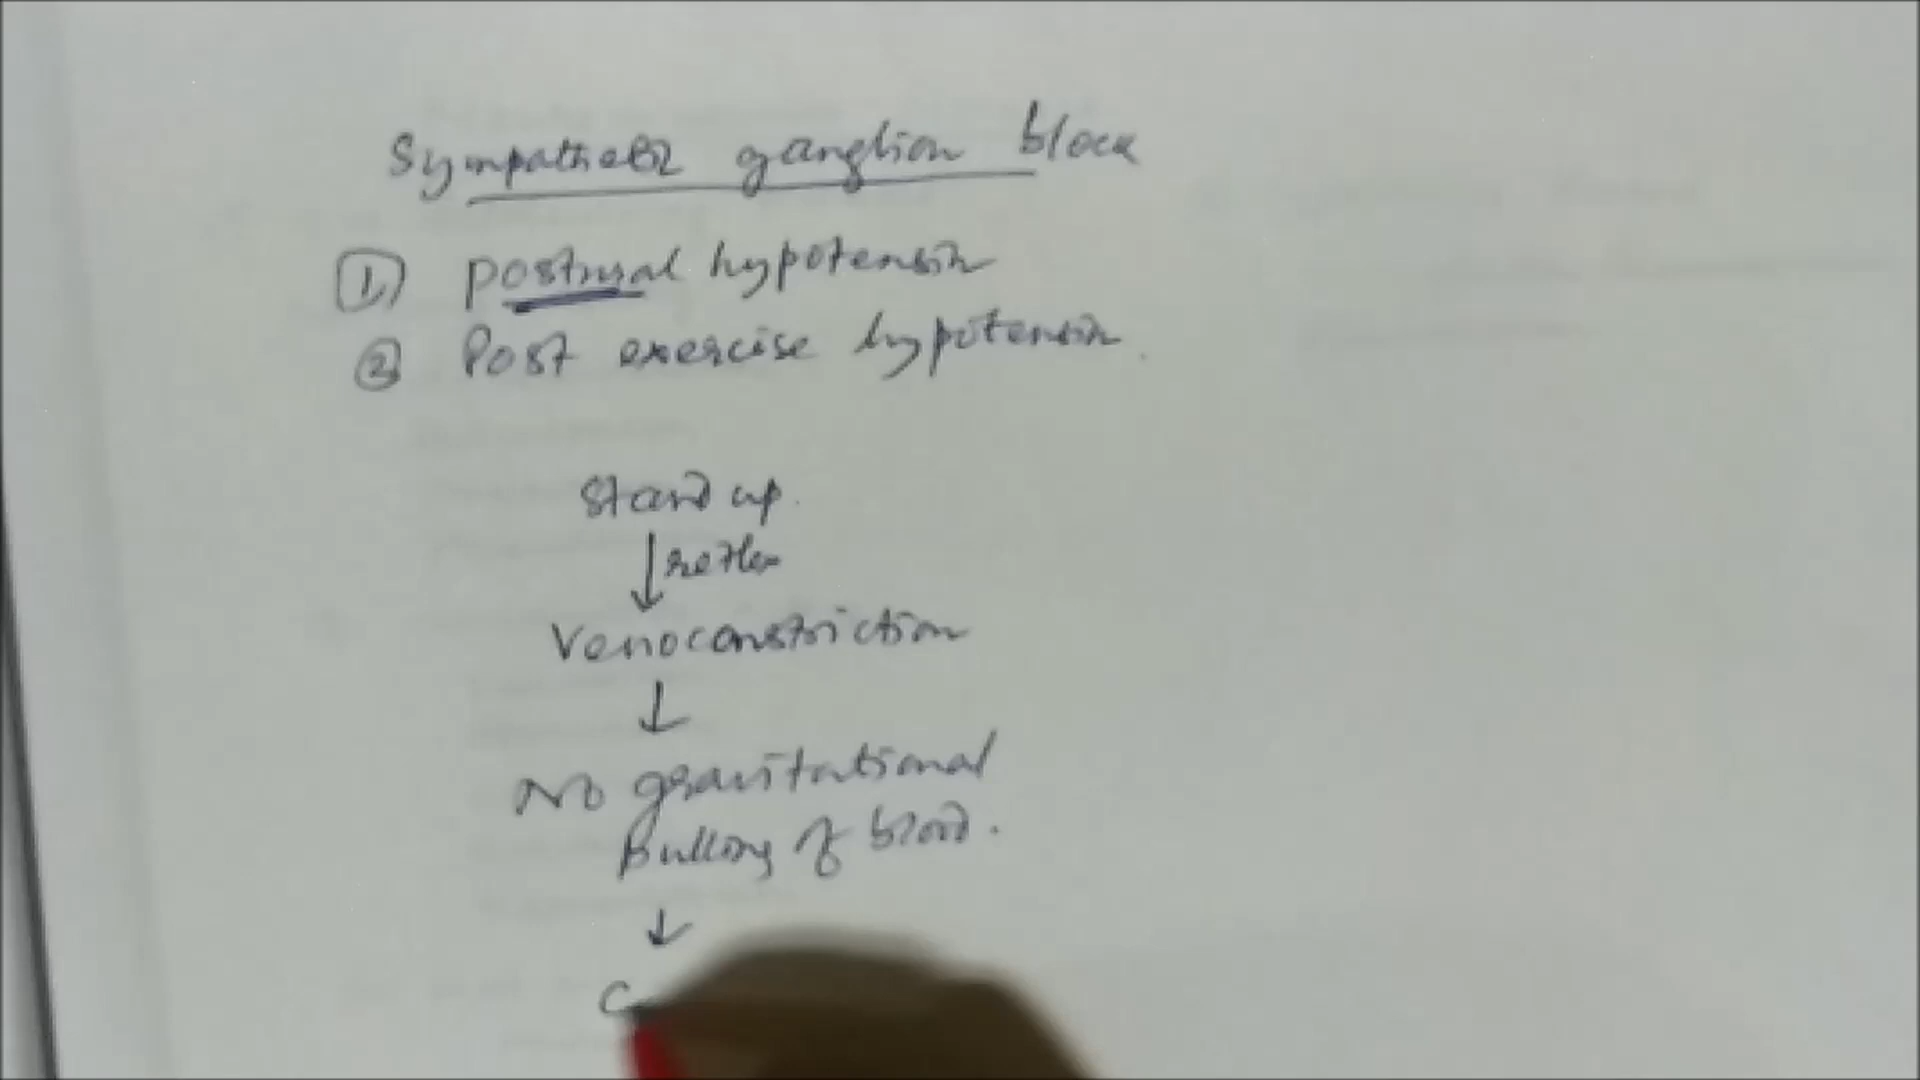 Sympathetic ganglion block
① postural hypotension
② Post exercise hypotension
stand up.
↓ reflex
Venoconstriction
↓
No gravitational
pulling of blood.
↓
C